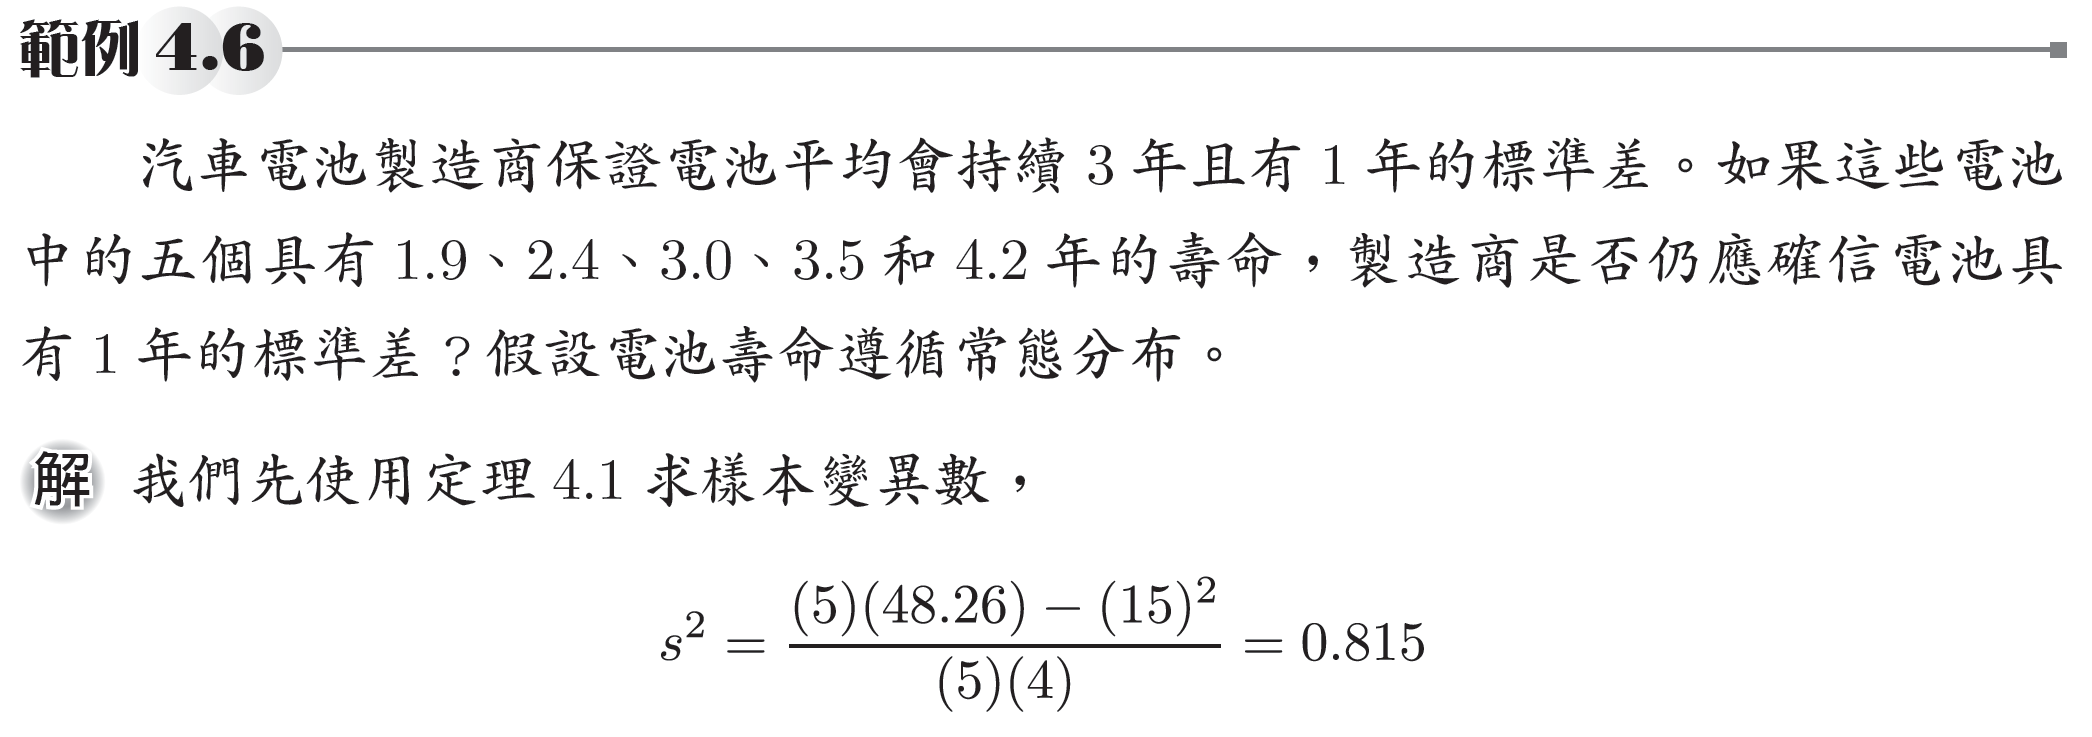 範例 4.6
汽車電池製造商保證電池平均會持續 3 年且有 1 年的標準差。如果這些電池
中的五個具有 1.9、2.4、3.0、3.5 和 4.2 年的壽命，製造商是否仍應確信電池具
有 1 年的標準差？假設電池壽命遵循常態分布。
解 我們先使用定理 4.1 求樣本變異數，
s² = \frac{(5)(48.26) − (15)²}{(5)(4)} = 0.815